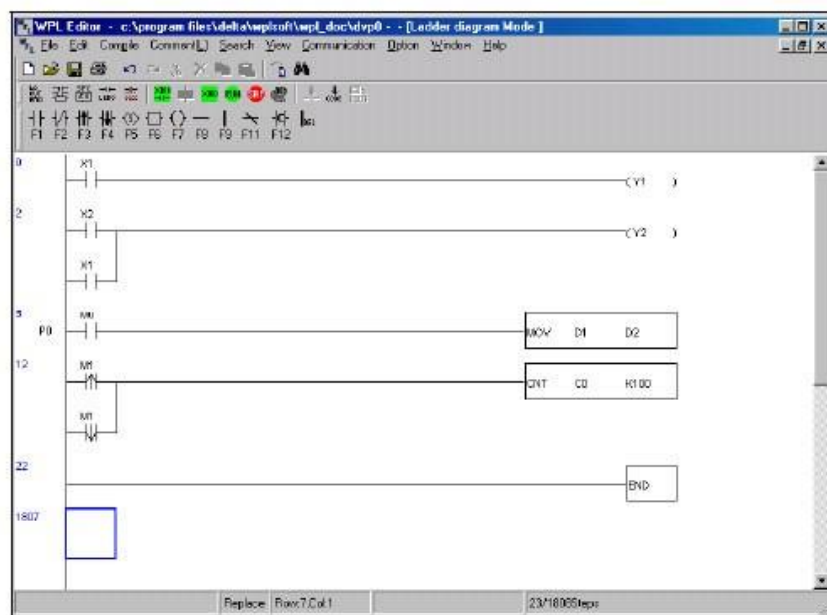 WPL Editor - c:\program files\delta\wplsoft\wpl_doc\dvp0 - - [Ladder diagram Mode ]
File Edit Compile Comment(L) Search View Communication Option Window Help
F1 F2 F3 F4 F5 F6 F7 F8 F9 F11 F12
0 X1 (Y1 )
2 X2 (Y2 )
X1
P0 M0 MOV D1 D2
12 M1 CNT C0 K100
M1
22 END
1807
Replace Row:7,Col:1